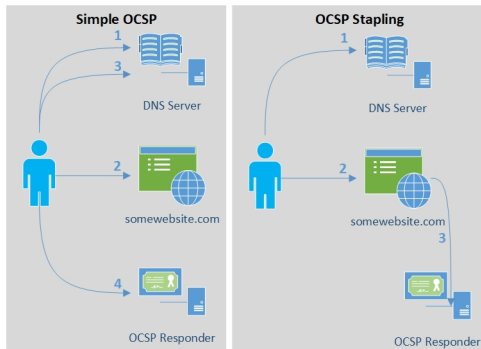 Simple OCSP
1
3
DNS Server
2
somewebsite.com
4
OCSP Responder
OCSP Stapling
1
DNS Server
2
somewebsite.com
3
OCSP Responder